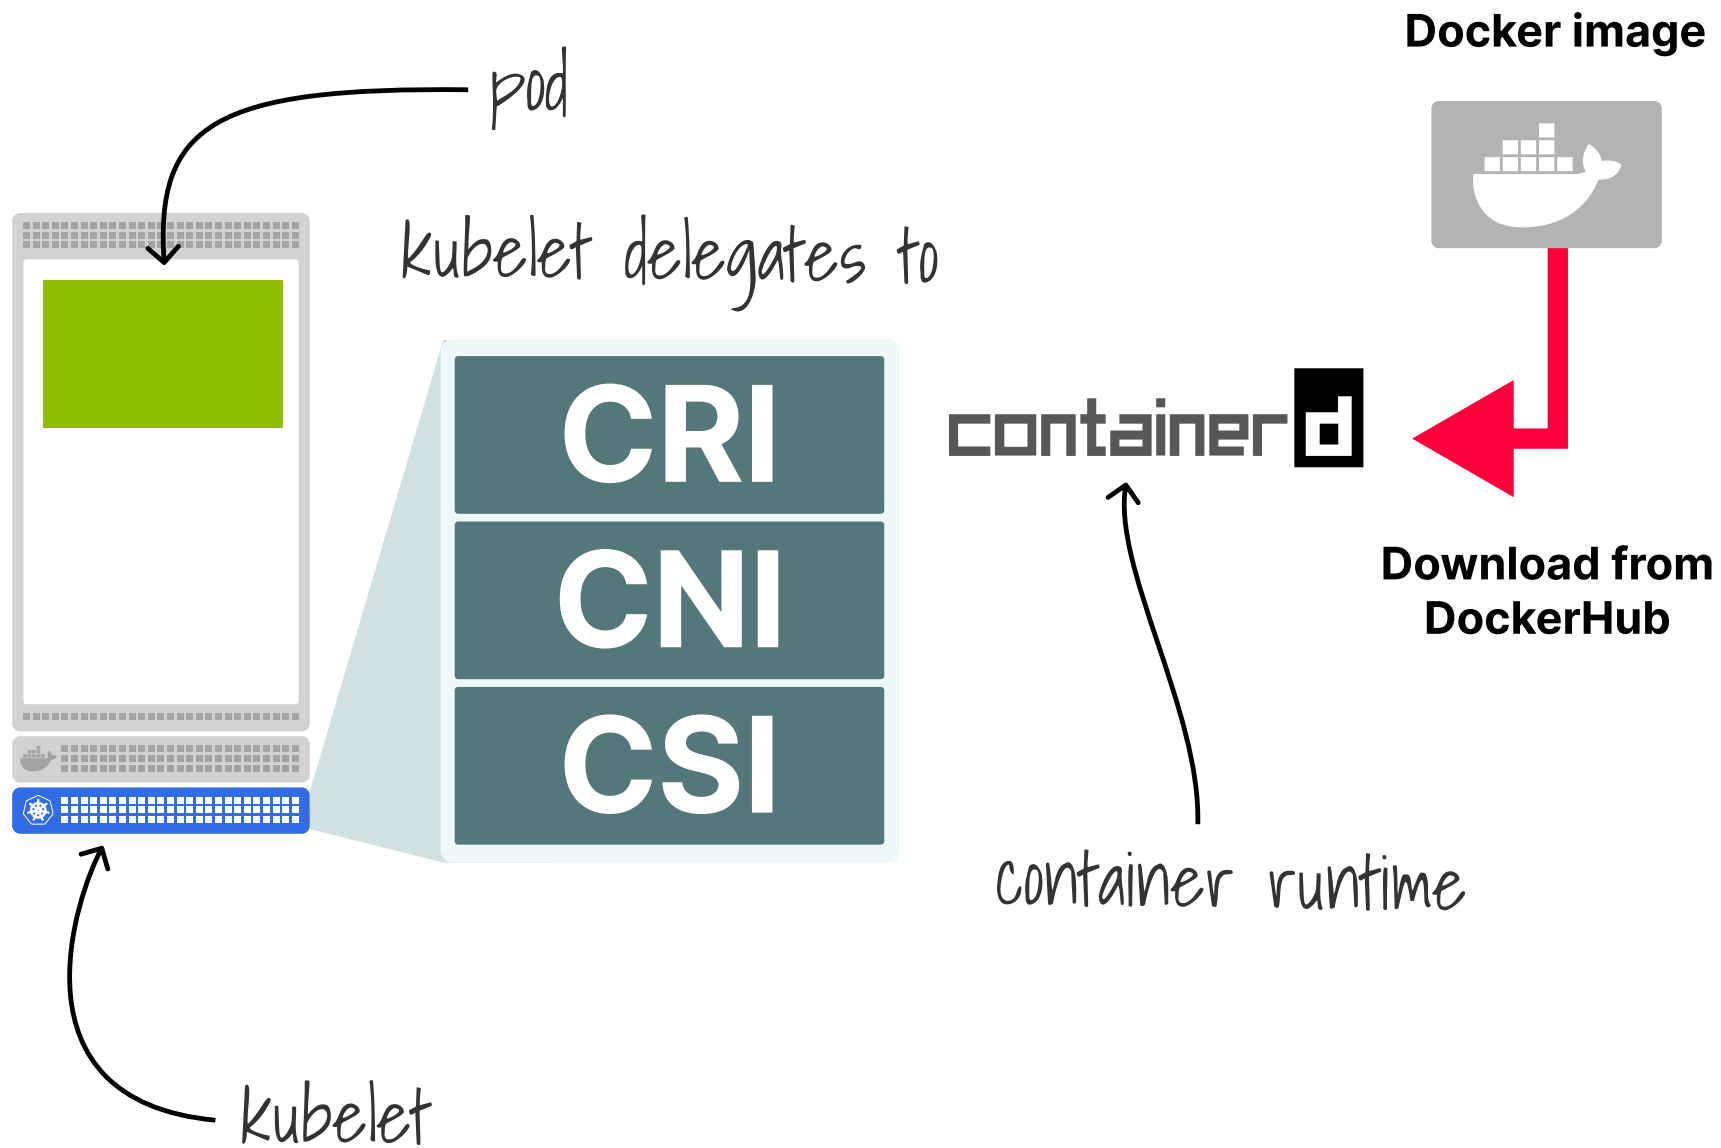 Docker image
pod
kubelet delegates to
CRI
containerd
CNI
Download from
DockerHub
CSI
container runtime
kubelet